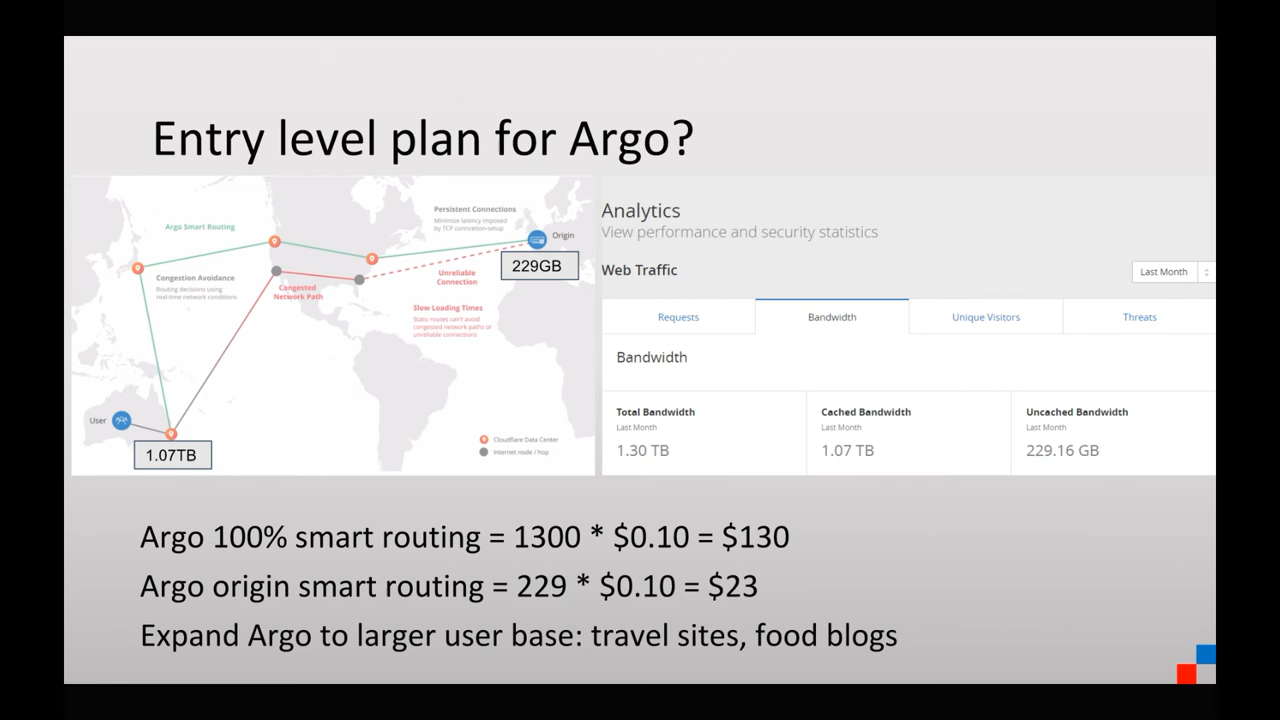 Entry level plan for Argo?
Argo Smart Routing
Persistent Connections
Minimize latency imposed
by TCP connection-setup
Origin
229GB
Congestion Avoidance
Routing decisions using
real-time network conditions
Congested
Network Path
Unreliable
Connection
Slow Loading Times
Static routes can't avoid
congested network paths or
unreliable connections
User
1.07TB
Cloudflare Data Center
Internet node / hop
Analytics
View performance and security statistics
Web Traffic
Last Month
Requests
Bandwidth
Unique Visitors
Threats
Bandwidth
Total Bandwidth
Last Month
1.30 TB
Cached Bandwidth
Last Month
1.07 TB
Uncached Bandwidth
Last Month
229.16 GB
Argo 100% smart routing = 1300 * $0.10 = $130
Argo origin smart routing = 229 * $0.10 = $23
Expand Argo to larger user base: travel sites, food blogs